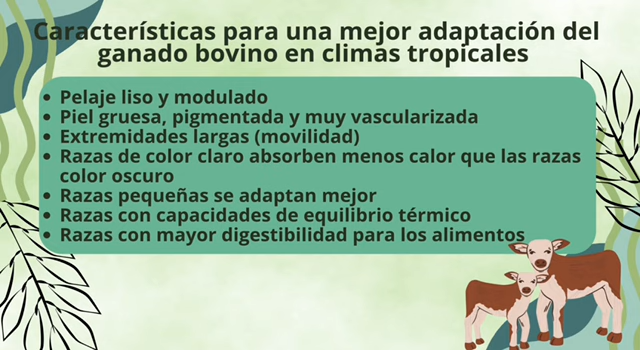 Características para una mejor adaptación del
ganado bovino en climas tropicales
• Pelaje liso y modulado
• Piel gruesa, pigmentada y muy vascularizada
• Extremidades largas (movilidad)
• Razas de color claro absorben menos calor que las razas
color oscuro
• Razas pequeñas se adaptan mejor
• Razas con capacidades de equilibrio térmico
• Razas con mayor digestibilidad para los alimentos